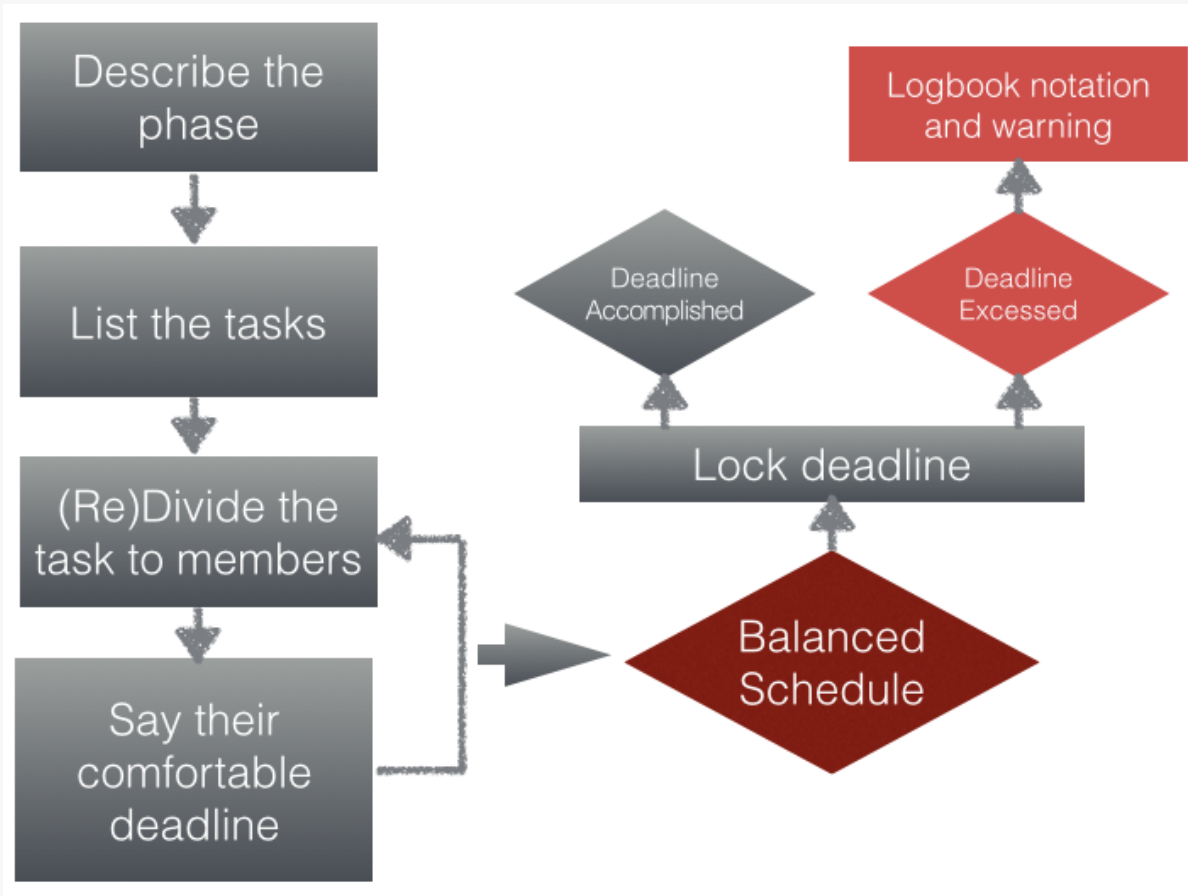 Describe the
phase
List the tasks
(Re)Divide the
task to members
Say their
comfortable
deadline
Balanced
Schedule
Lock deadline
Deadline
Accomplished
Deadline
Excessed
Logbook notation
and warning